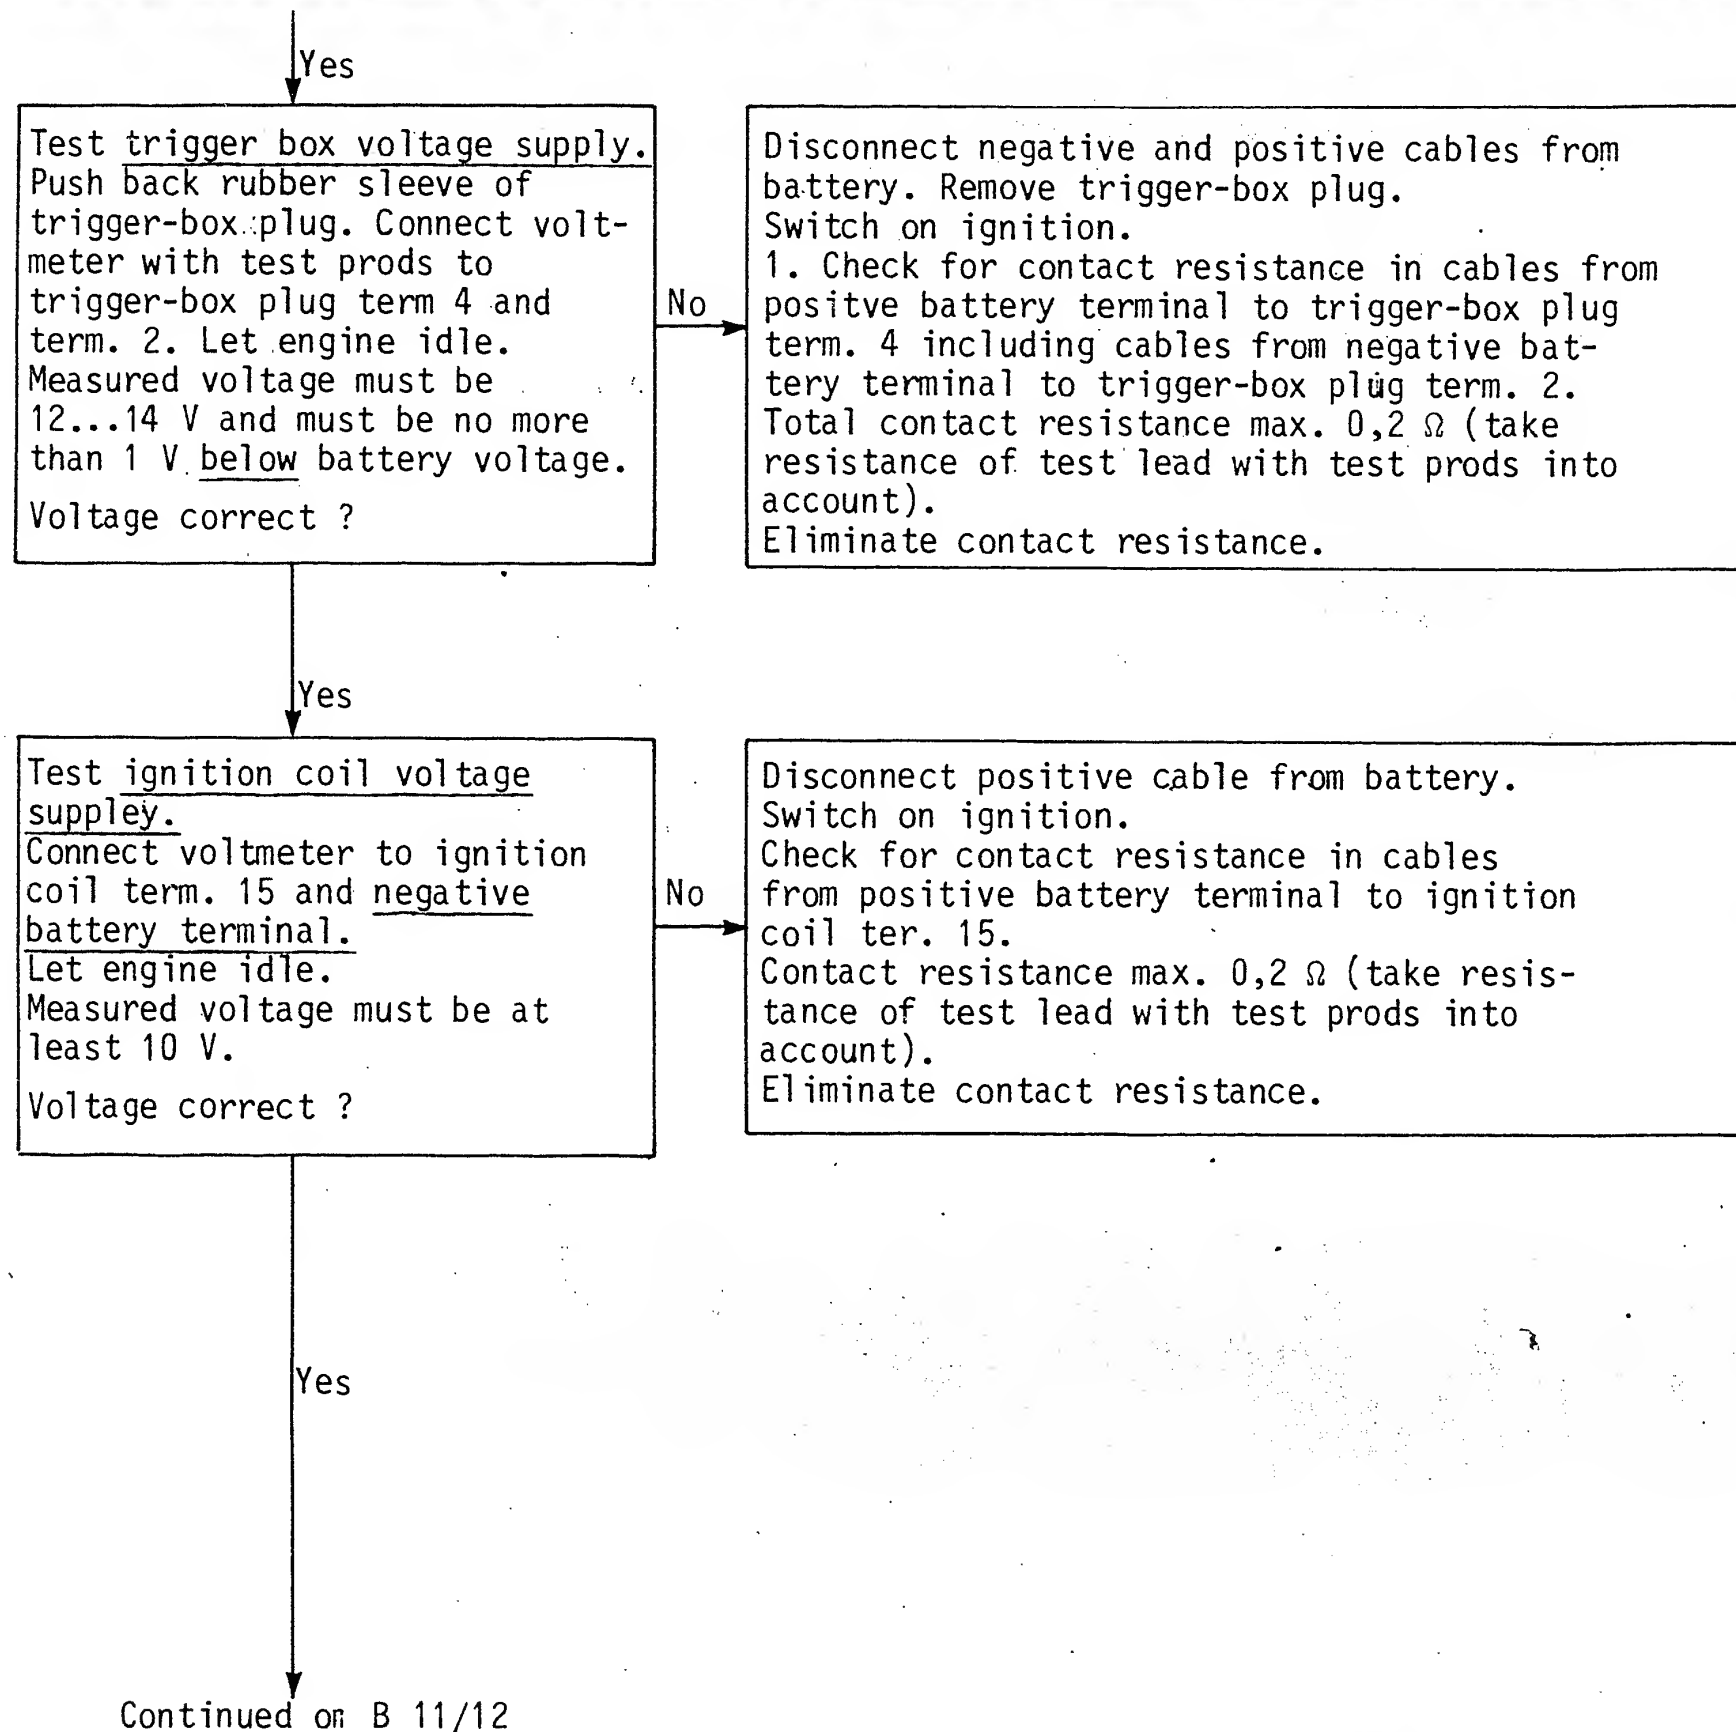 Yes
Test trigger box voltage supply.
Push back rubber sleeve of
trigger-box plug. Connect volt-
meter with test prods to
trigger-box plug term 4 and
term. 2. Let engine idle.
Measured voltage must be
12...14 V and must be no more
than 1 V below battery voltage.
Voltage correct ?
No
Disconnect negative and positive cables from
battery. Remove trigger-box plug.
Switch on ignition.
1. Check for contact resistance in cables from
positve battery terminal to trigger-box plug
term. 4 including cables from negative bat-
tery terminal to trigger-box plug term. 2.
Total contact resistance max. 0,2 Ω (take
resistance of test lead with test prods into
account).
Eliminate contact resistance.
Yes
Test ignition coil voltage
suppley.
Connect voltmeter to ignition
coil term. 15 and negative
battery terminal.
Let engine idle.
Measured voltage must be at
least 10 V.
Voltage correct ?
No
Disconnect positive cable from battery.
Switch on ignition.
Check for contact resistance in cables
from positive battery terminal to ignition
coil ter. 15.
Contact resistance max. 0,2 Ω (take resis-
tance of test lead with test prods into
account).
Eliminate contact resistance.
Yes
Continued on B 11/12